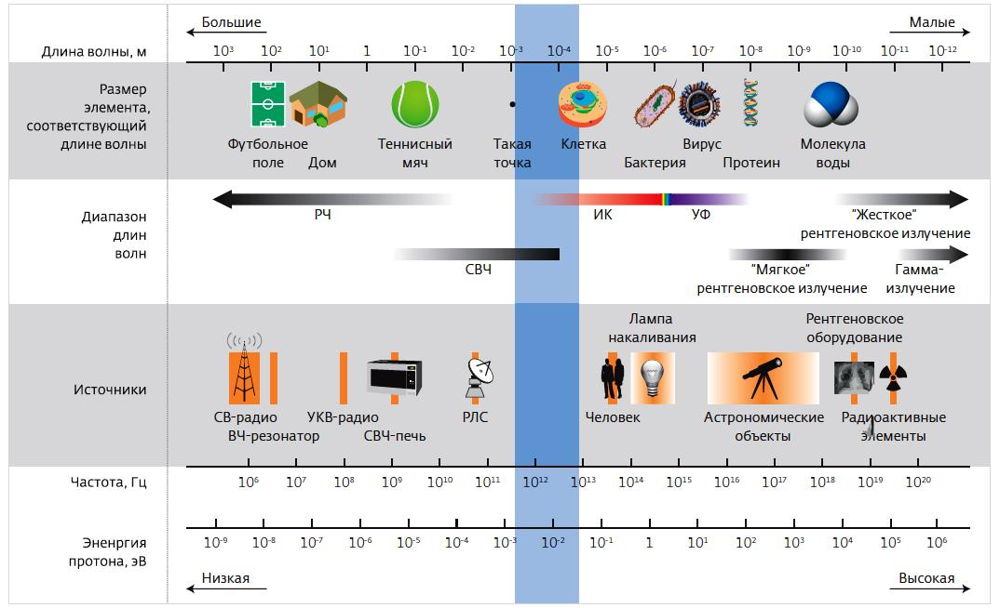 Большие
Малые
Длина волны, м
10³ 10² 10¹ 1 10⁻¹ 10⁻² 10⁻³ 10⁻⁴ 10⁻⁵ 10⁻⁶ 10⁻⁷ 10⁻⁸ 10⁻⁹ 10⁻¹⁰ 10⁻¹¹ 10⁻¹²
Размер
элемента,
соответствующий
длине волны
Футбольное
поле
Дом
Теннисный
мяч
Такая
точка
Клетка
Бактерия
Вирус
Протеин
Молекула
воды
Диапазон
длин
волн
РЧ
ИК
УФ
"Жесткое"
рентгеновское излучение
СВЧ
"Мягкое"
рентгеновское излучение
Гамма-
излучение
Источники
Лампа
накаливания
Рентгеновское
оборудование
СВ-радио
ВЧ-резонатор
УКВ-радио
СВЧ-печь
РЛС
Человек
Астрономические
объекты
Радиоактивные
элементы
Частота, Гц
10⁶ 10⁷ 10⁸ 10⁹ 10¹⁰ 10¹¹ 10¹² 10¹³ 10¹⁴ 10¹⁵ 10¹⁶ 10¹⁷ 10¹⁸ 10¹⁹ 10²⁰
Эненргия
протона, эВ
10⁻⁹ 10⁻⁸ 10⁻⁷ 10⁻⁶ 10⁻⁵ 10⁻⁴ 10⁻³ 10⁻² 10⁻¹ 1 10¹ 10² 10³ 10⁴ 10⁵ 10⁶
Низкая
Высокая